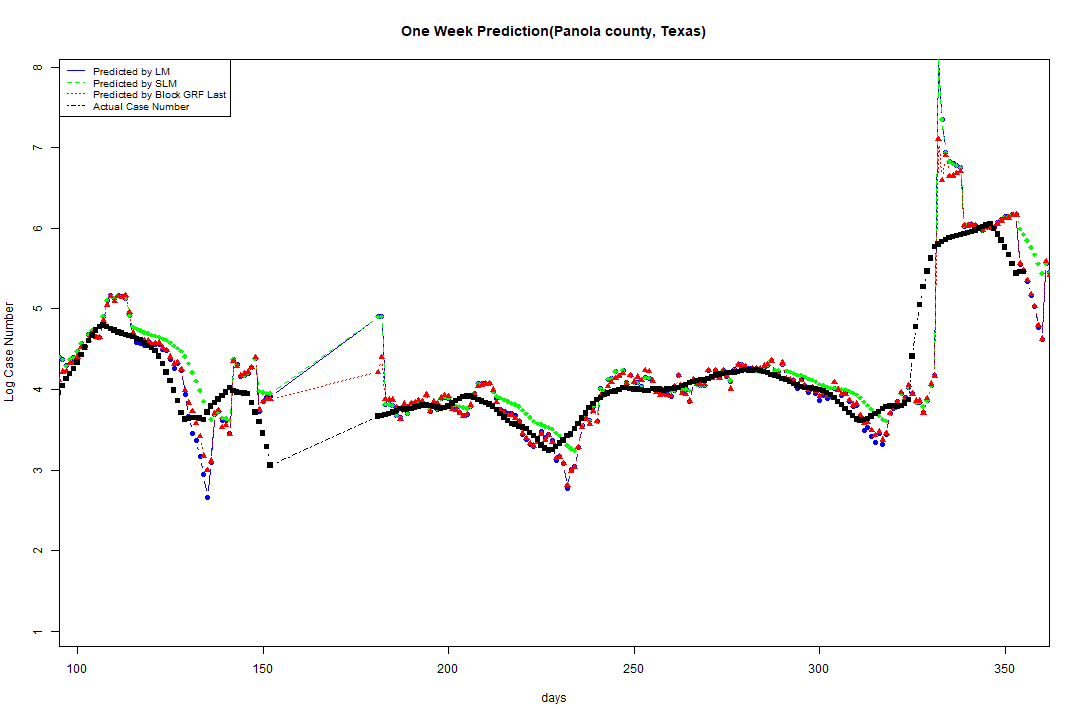 One Week Prediction(Panola county, Texas)
Predicted by LM
Predicted by SLM
Predicted by Block GRF Last
Actual Case Number
8
7
6
5
4
3
2
1
Log Case Number
100 150 200 250 300 350
days